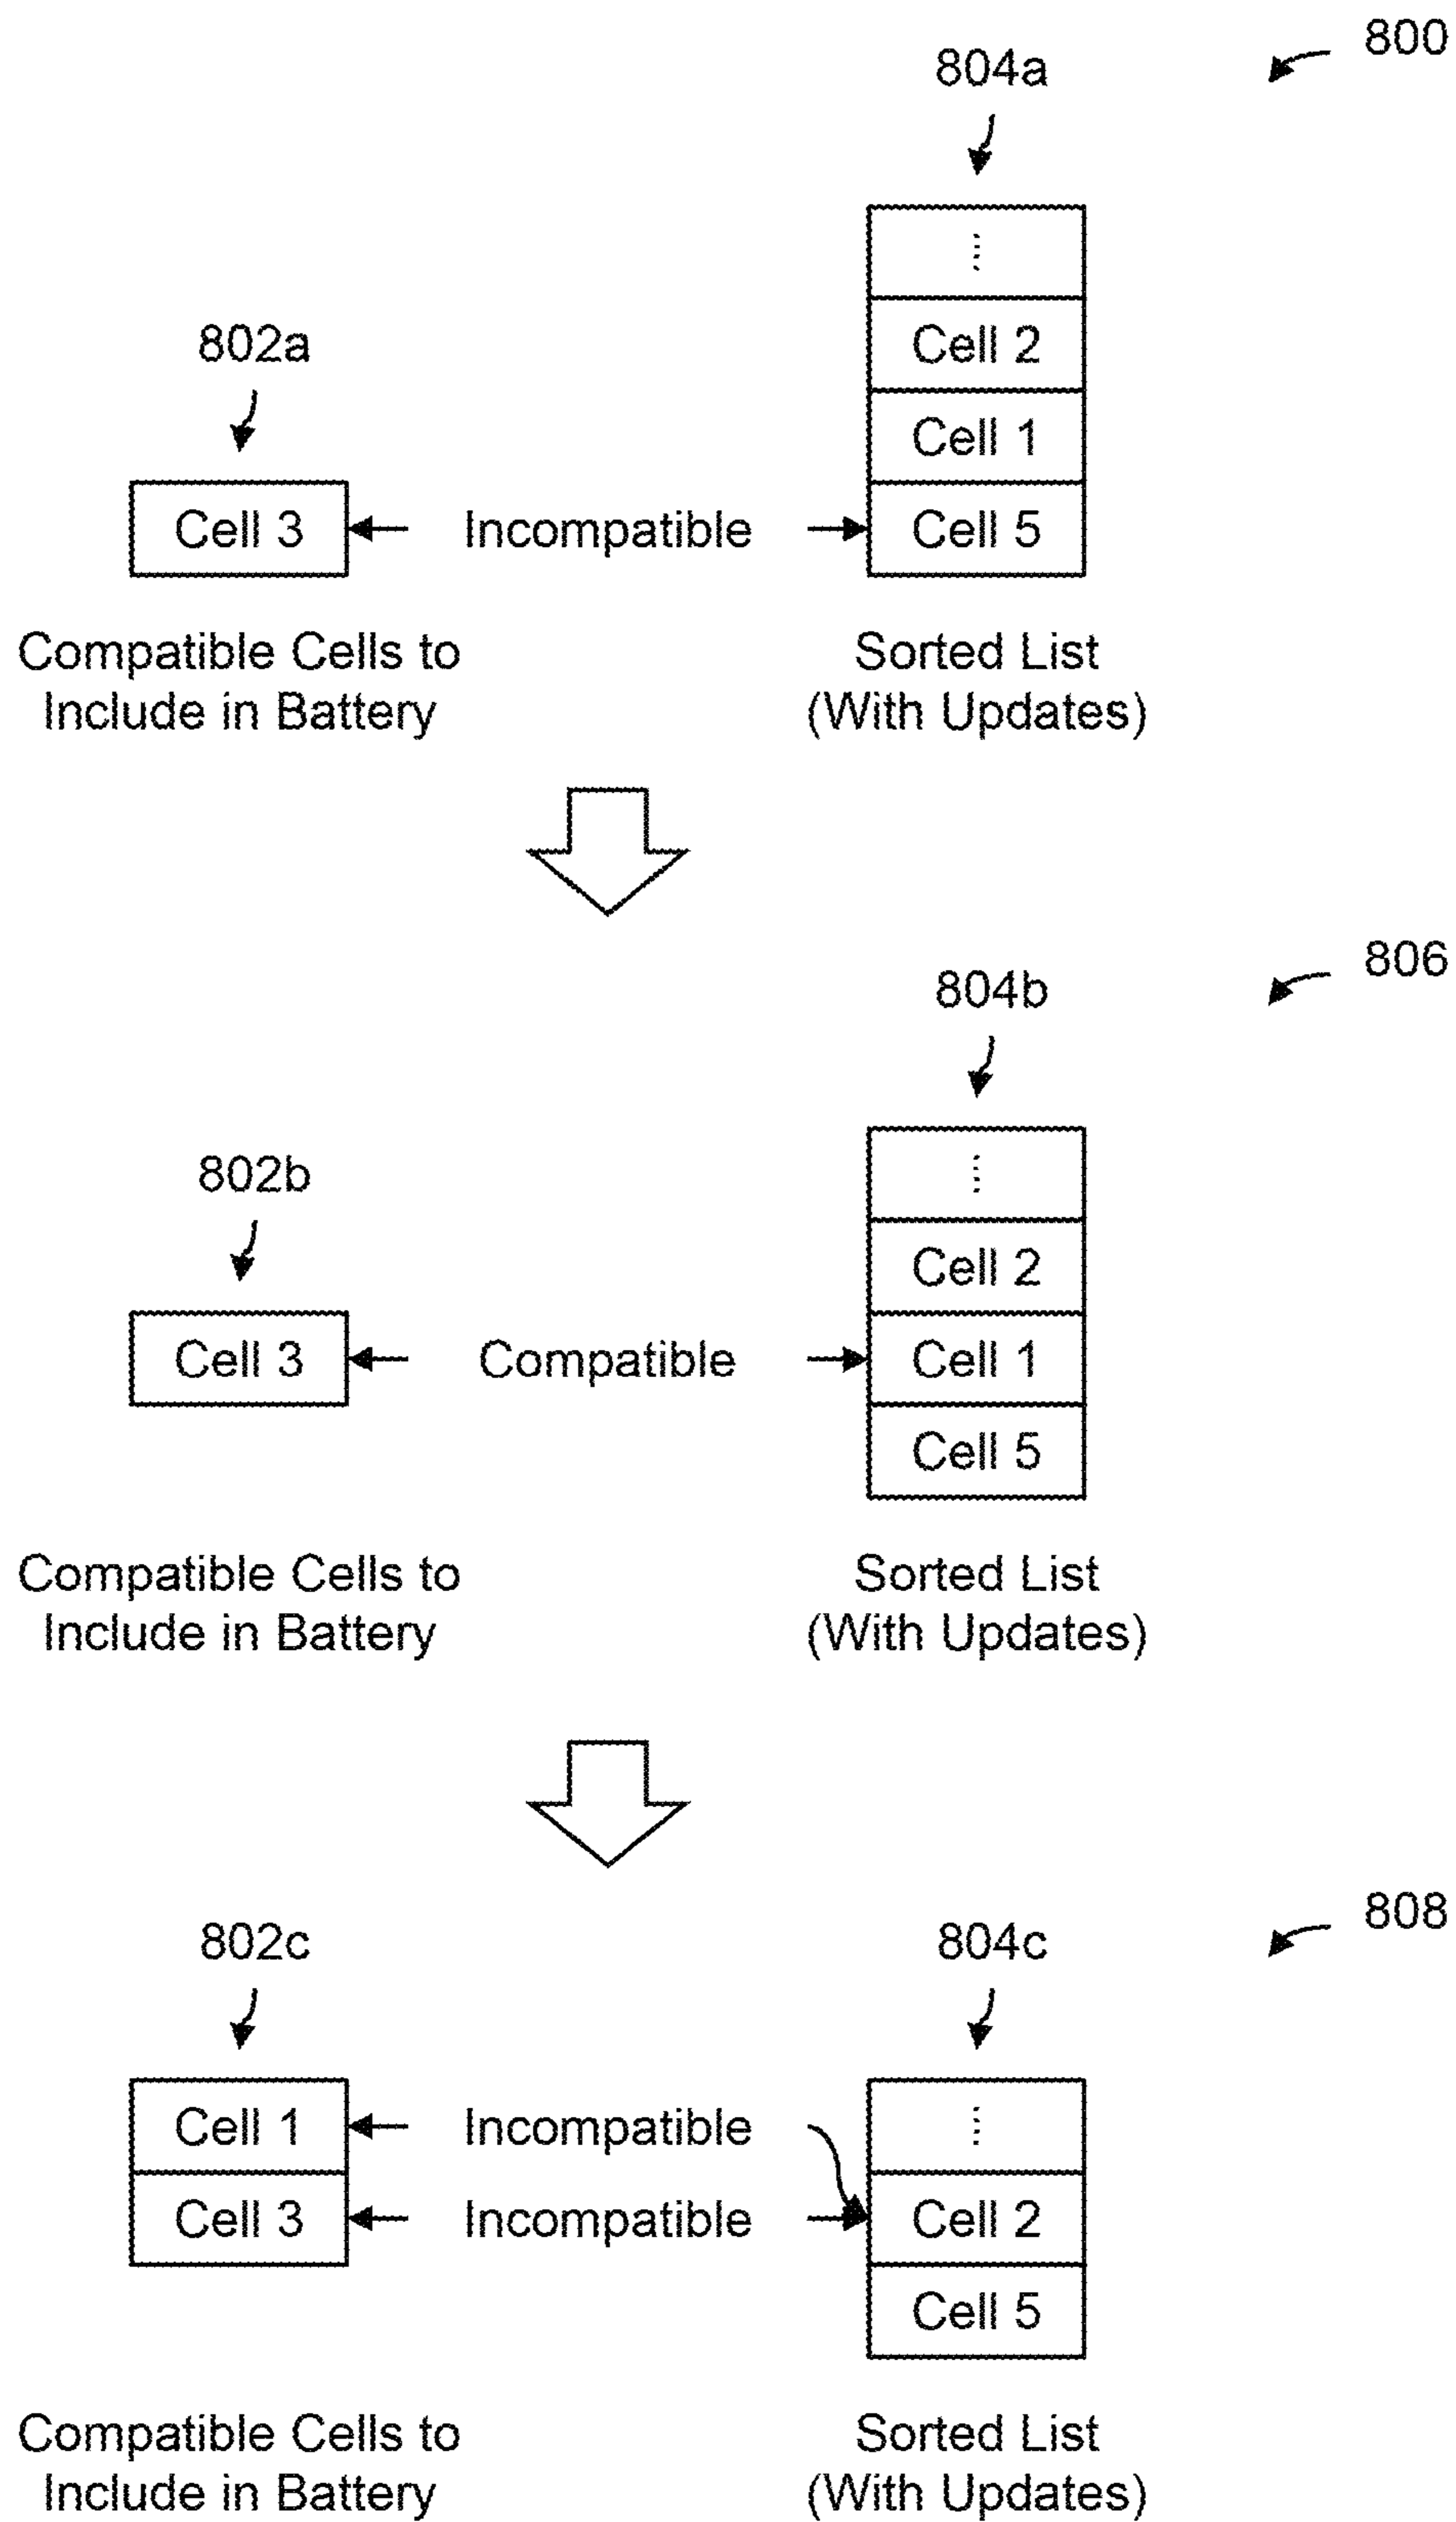 800
804a
⋮
Cell 2
802a
Cell 1
Cell 3 Incompatible Cell 5
Compatible Cells to
Include in Battery
Sorted List
(With Updates)
806
804b
⋮
802b
Cell 2
Cell 3 Compatible Cell 1
Cell 5
Compatible Cells to
Include in Battery
Sorted List
(With Updates)
808
802c
804c
Cell 1 Incompatible ⋮
Cell 3 Incompatible Cell 2
Cell 5
Compatible Cells to
Include in Battery
Sorted List
(With Updates)